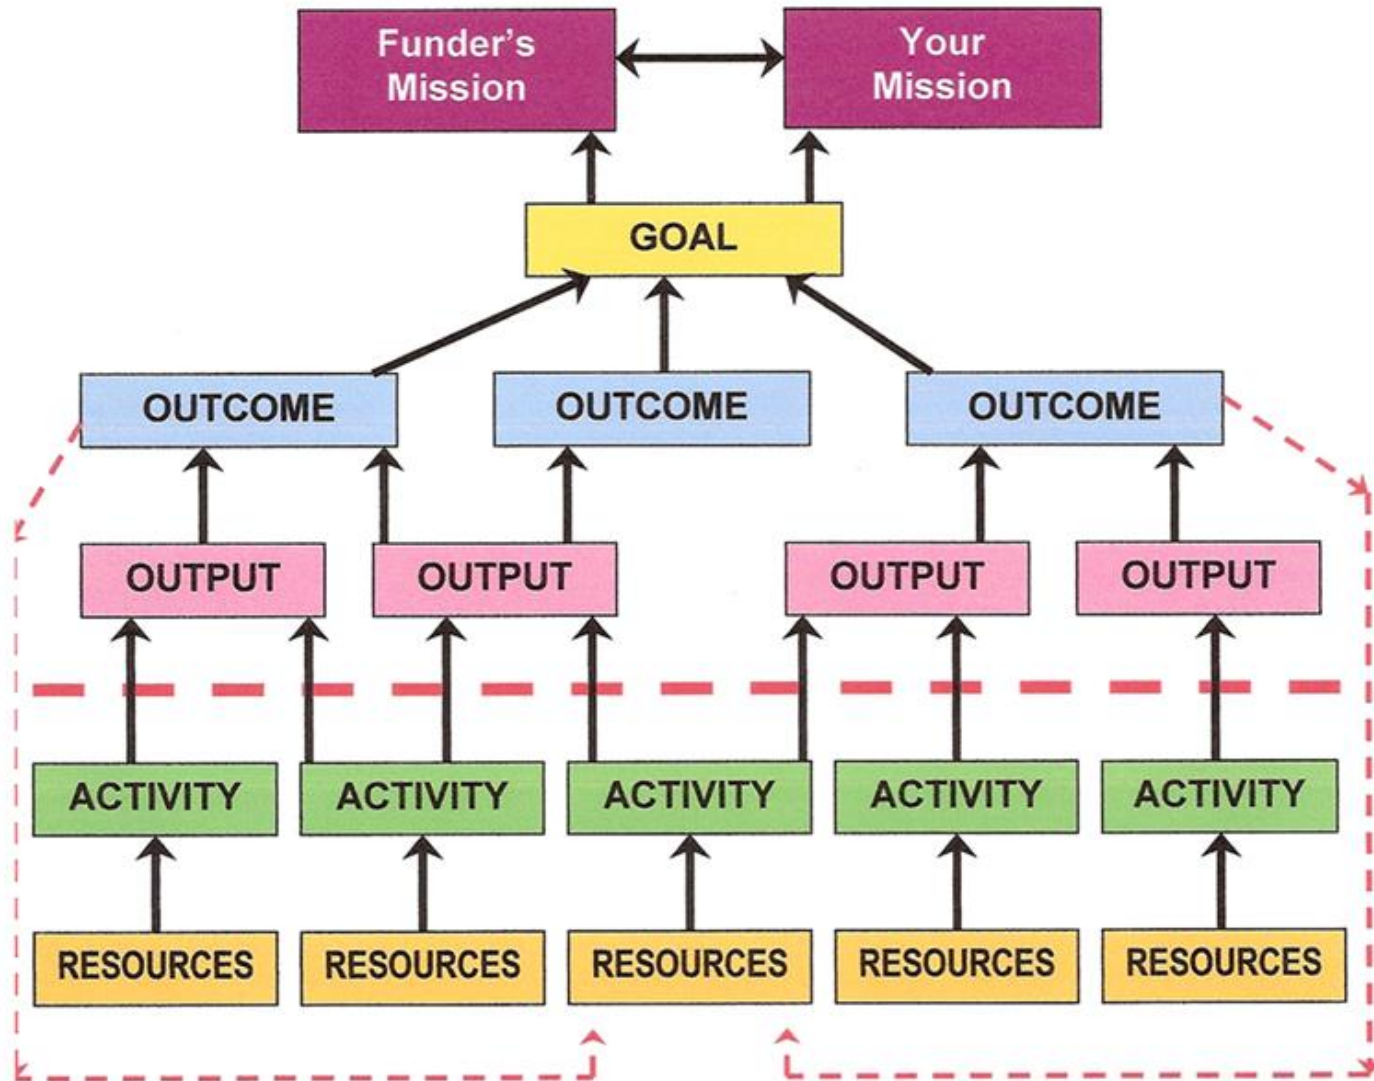 Funder's
Mission
Your
Mission
GOAL
OUTCOME
OUTCOME
OUTCOME
OUTPUT
OUTPUT
OUTPUT
OUTPUT
ACTIVITY
ACTIVITY
ACTIVITY
ACTIVITY
ACTIVITY
RESOURCES
RESOURCES
RESOURCES
RESOURCES
RESOURCES